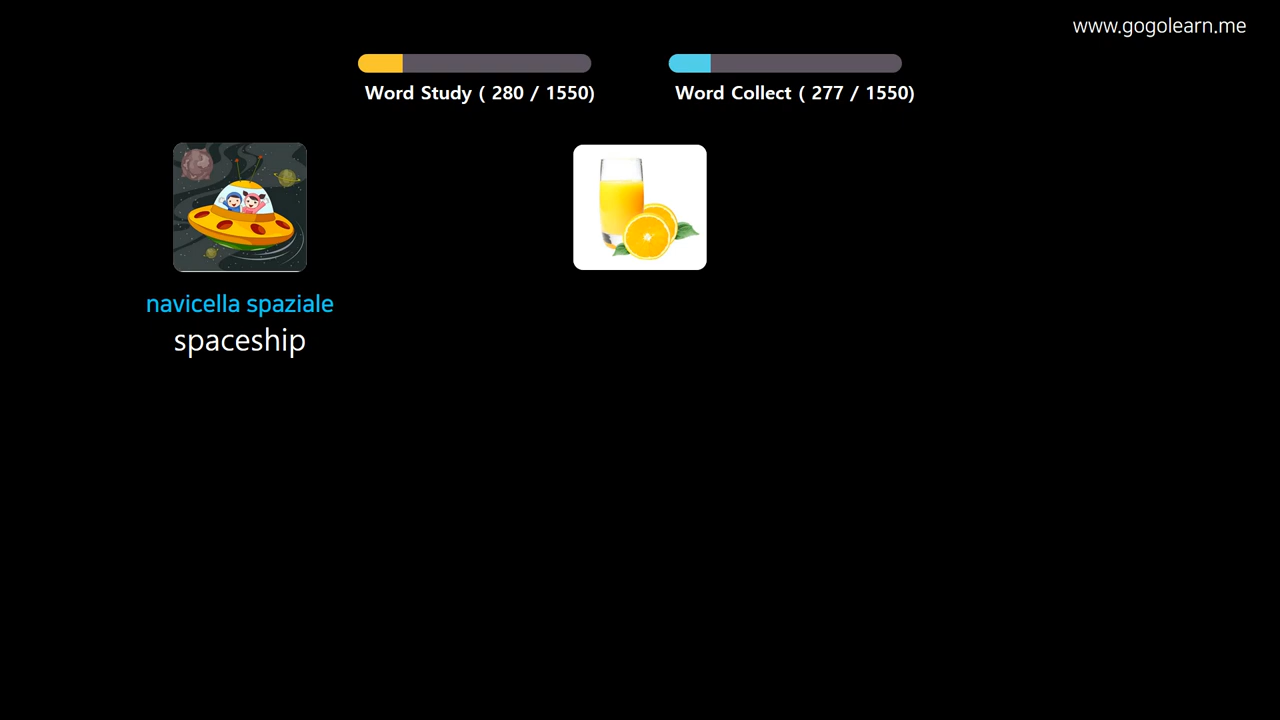 www.gogolearn.me
Word Study ( 280 / 1550)
Word Collect ( 277 / 1550)
navicella spaziale
spaceship